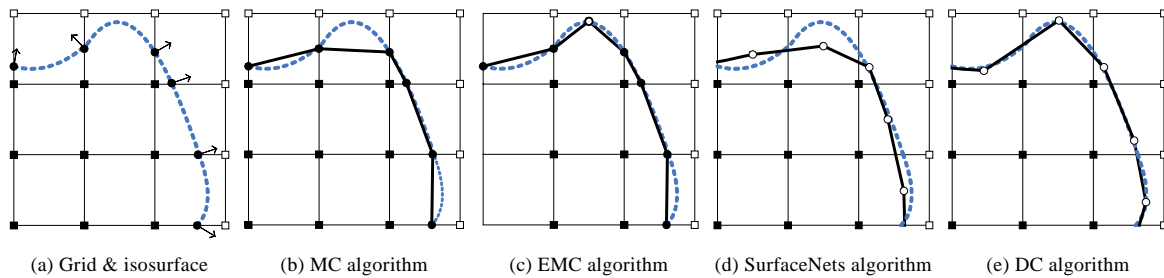 (a) Grid & isosurface
(b) MC algorithm
(c) EMC algorithm
(d) SurfaceNets algorithm
(e) DC algorithm